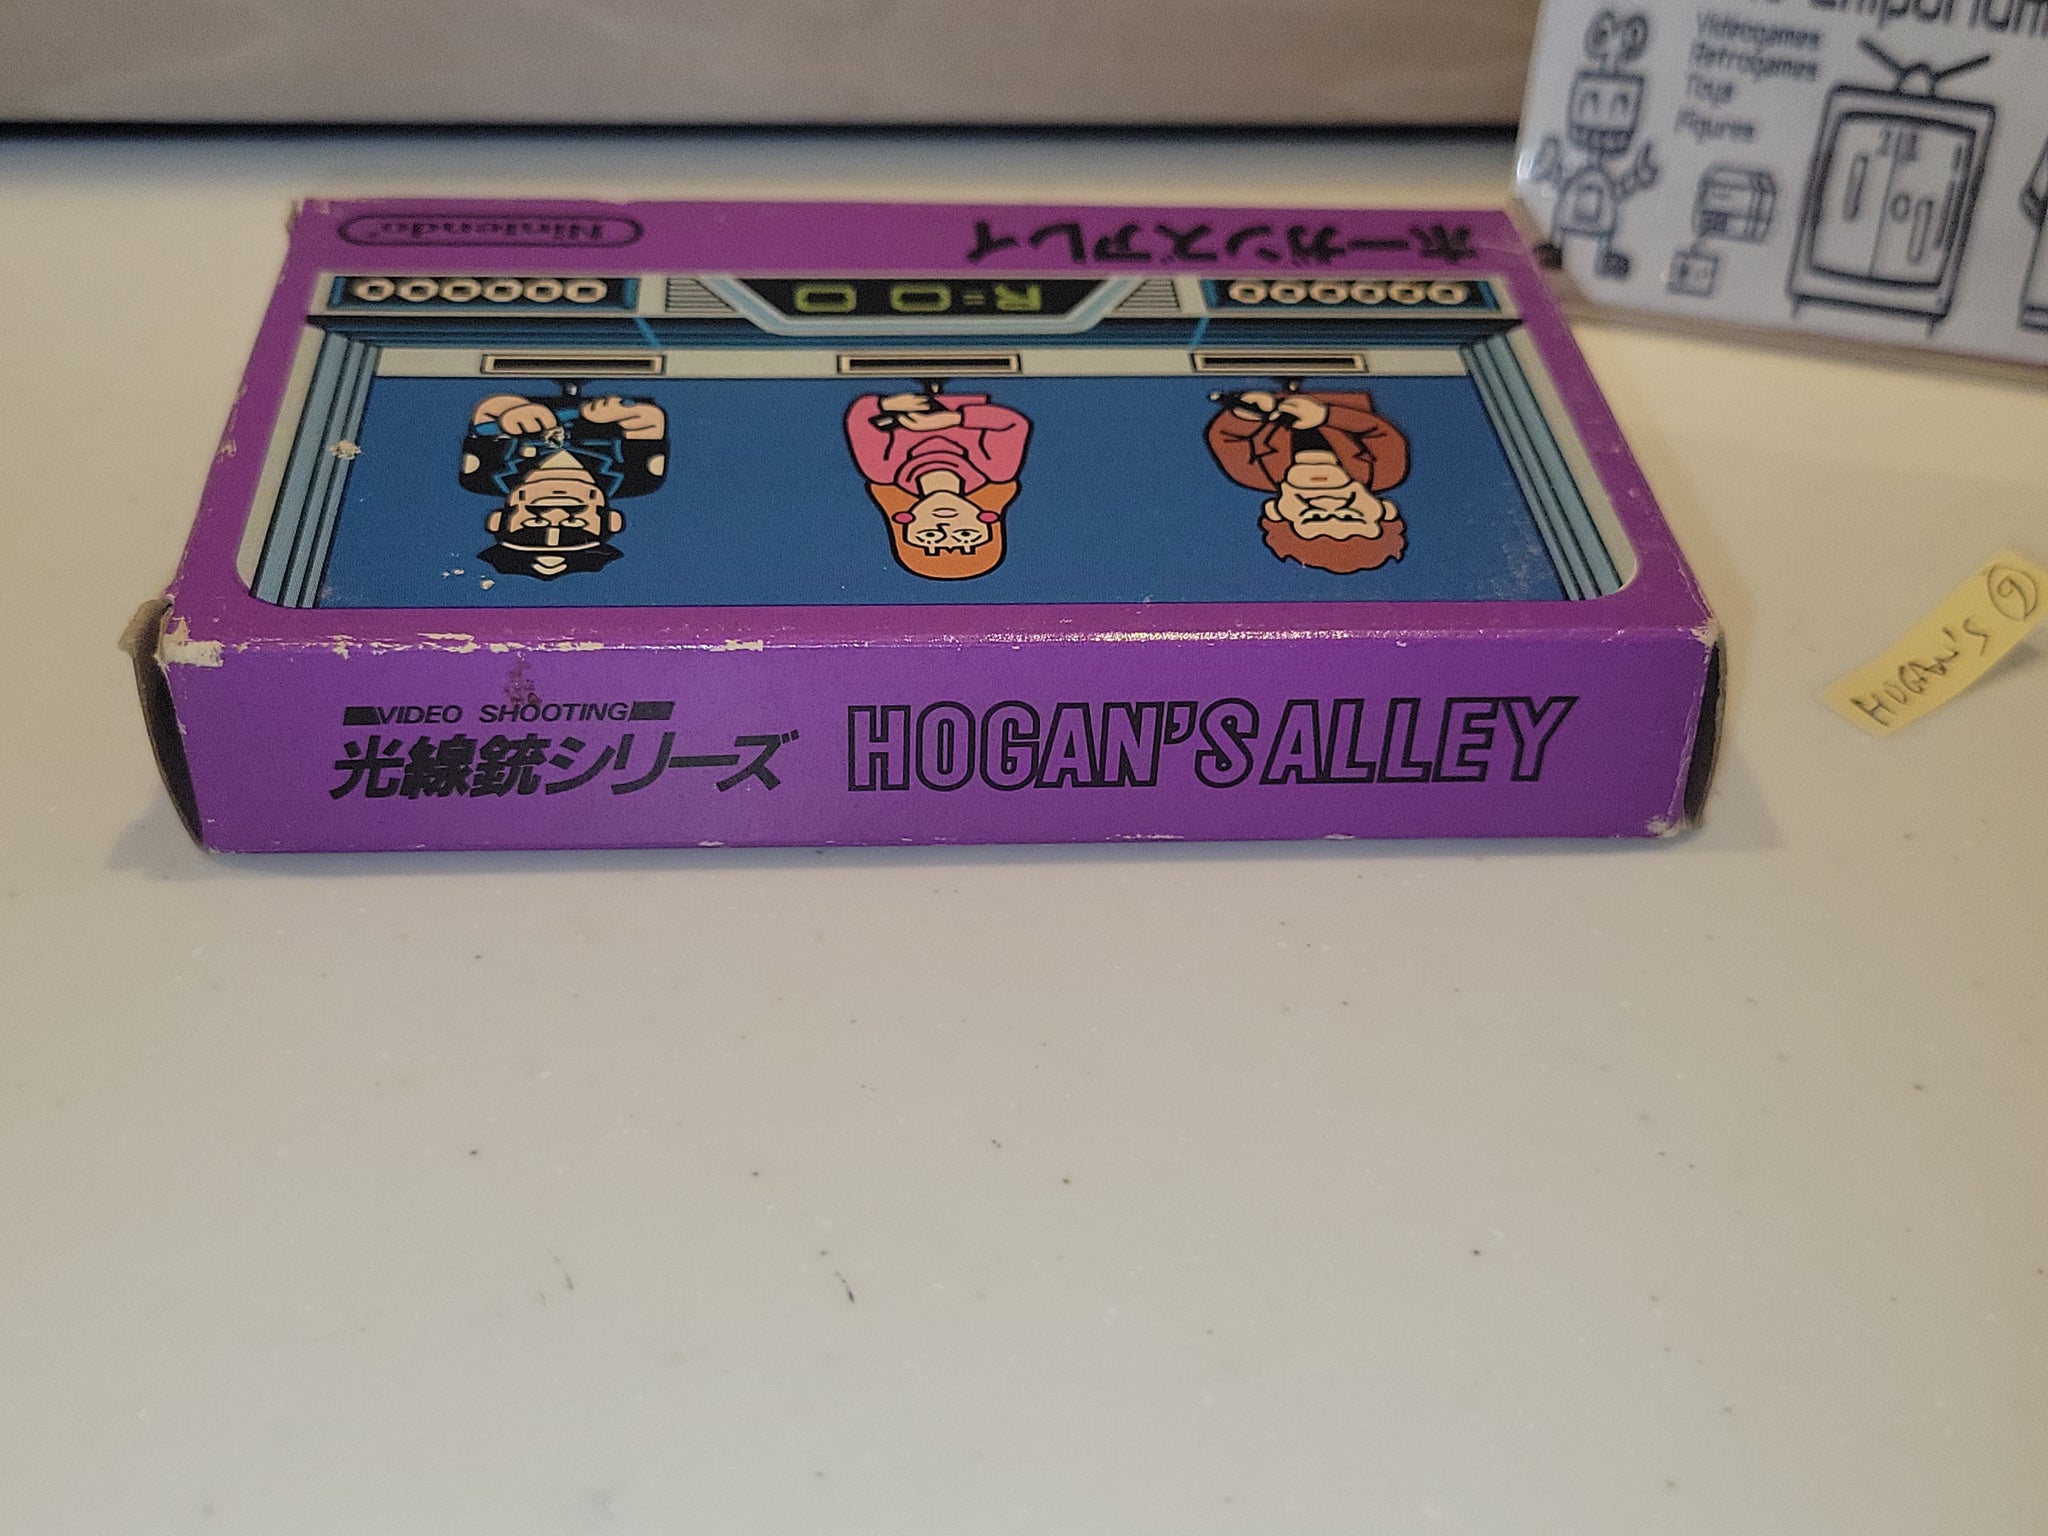 Videogames
Retrogames
Toys
Figures
Nintendo
ホーガンズアレイ
000000
R=00
000000
HOGAN'S 9
VIDEO SHOOTING
光線銃シリーズ
HOGAN'S ALLEY